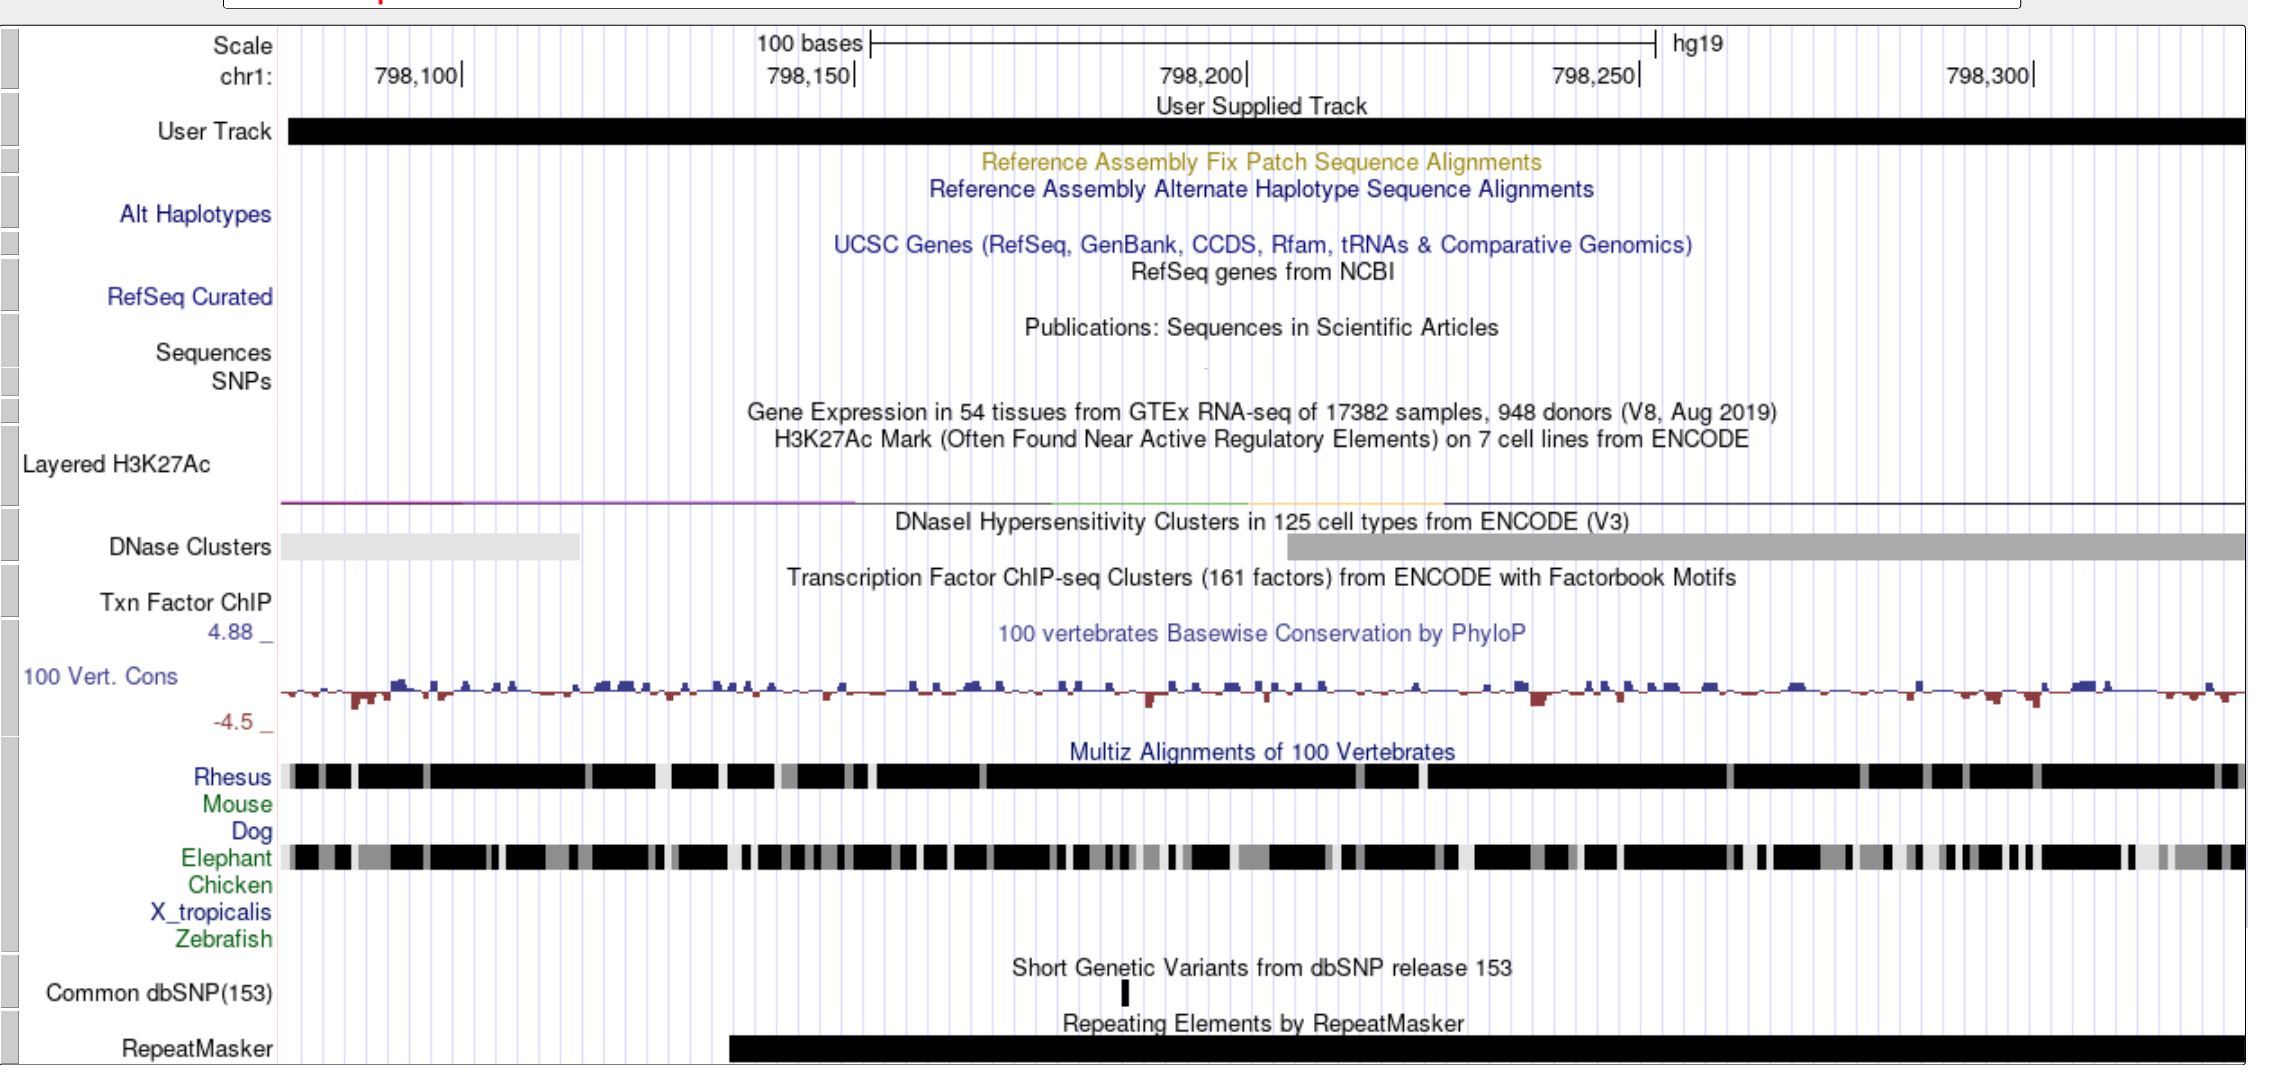 Scale 100 bases hg19
chr1: 798,100 798,150 798,200 798,250 798,300
User Supplied Track
User Track
Reference Assembly Fix Patch Sequence Alignments
Reference Assembly Alternate Haplotype Sequence Alignments
Alt Haplotypes
UCSC Genes (RefSeq, GenBank, CCDS, Rfam, tRNAs & Comparative Genomics)
RefSeq genes from NCBI
RefSeq Curated
Publications: Sequences in Scientific Articles
Sequences
SNPs
Gene Expression in 54 tissues from GTEx RNA-seq of 17382 samples, 948 donors (V8, Aug 2019)
H3K27Ac Mark (Often Found Near Active Regulatory Elements) on 7 cell lines from ENCODE
Layered H3K27Ac
DNaseI Hypersensitivity Clusters in 125 cell types from ENCODE (V3)
DNase Clusters
Transcription Factor ChIP-seq Clusters (161 factors) from ENCODE with Factorbook Motifs
Txn Factor ChIP
4.88 _ 100 vertebrates Basewise Conservation by PhyloP
100 Vert. Cons
-4.5 _
Multiz Alignments of 100 Vertebrates
Rhesus
Mouse
Dog
Elephant
Chicken
X_tropicalis
Zebrafish
Short Genetic Variants from dbSNP release 153
Common dbSNP(153)
Repeating Elements by RepeatMasker
RepeatMasker